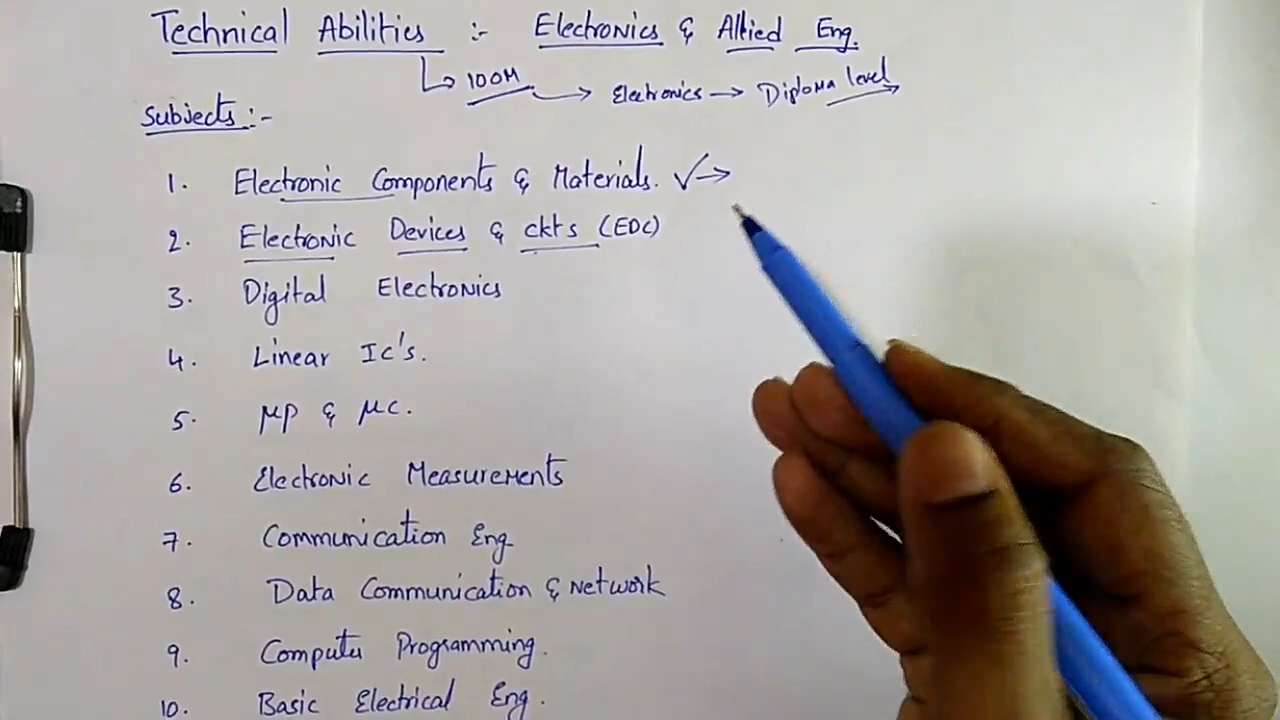 Technical Abilities :- Electronics & Allied Eng.
↳ 100M → Electronics → Diploma level
Subjects :-
1. Electronic Components & Materials. ✓→
2. Electronic Devices & ckts (EDC)
3. Digital Electronics
4. Linear Ic's.
5. μp & μc.
6. Electronic Measurements
7. Communication Eng
8. Data Communication & Network
9. Computer Programming.
10. Basic Electrical Eng.